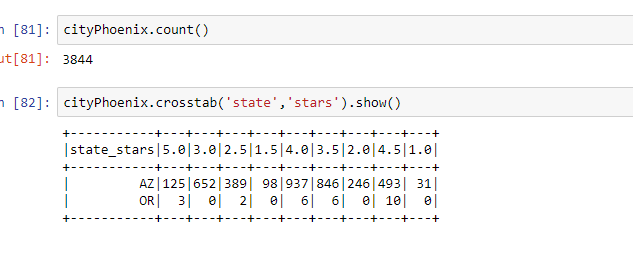 n [81]: cityPhoenix.count()
ut[81]: 3844
n [82]: cityPhoenix.crosstab('state','stars').show()
+-----------+---+---+---+---+---+---+---+---+---+
|state_stars|5.0|3.0|2.5|1.5|4.0|3.5|2.0|4.5|1.0|
+-----------+---+---+---+---+---+---+---+---+---+
|         AZ|125|652|389| 98|937|846|246|493| 31|
|         OR|  3|  0|  2|  0|  6|  6|  0| 10|  0|
+-----------+---+---+---+---+---+---+---+---+---+